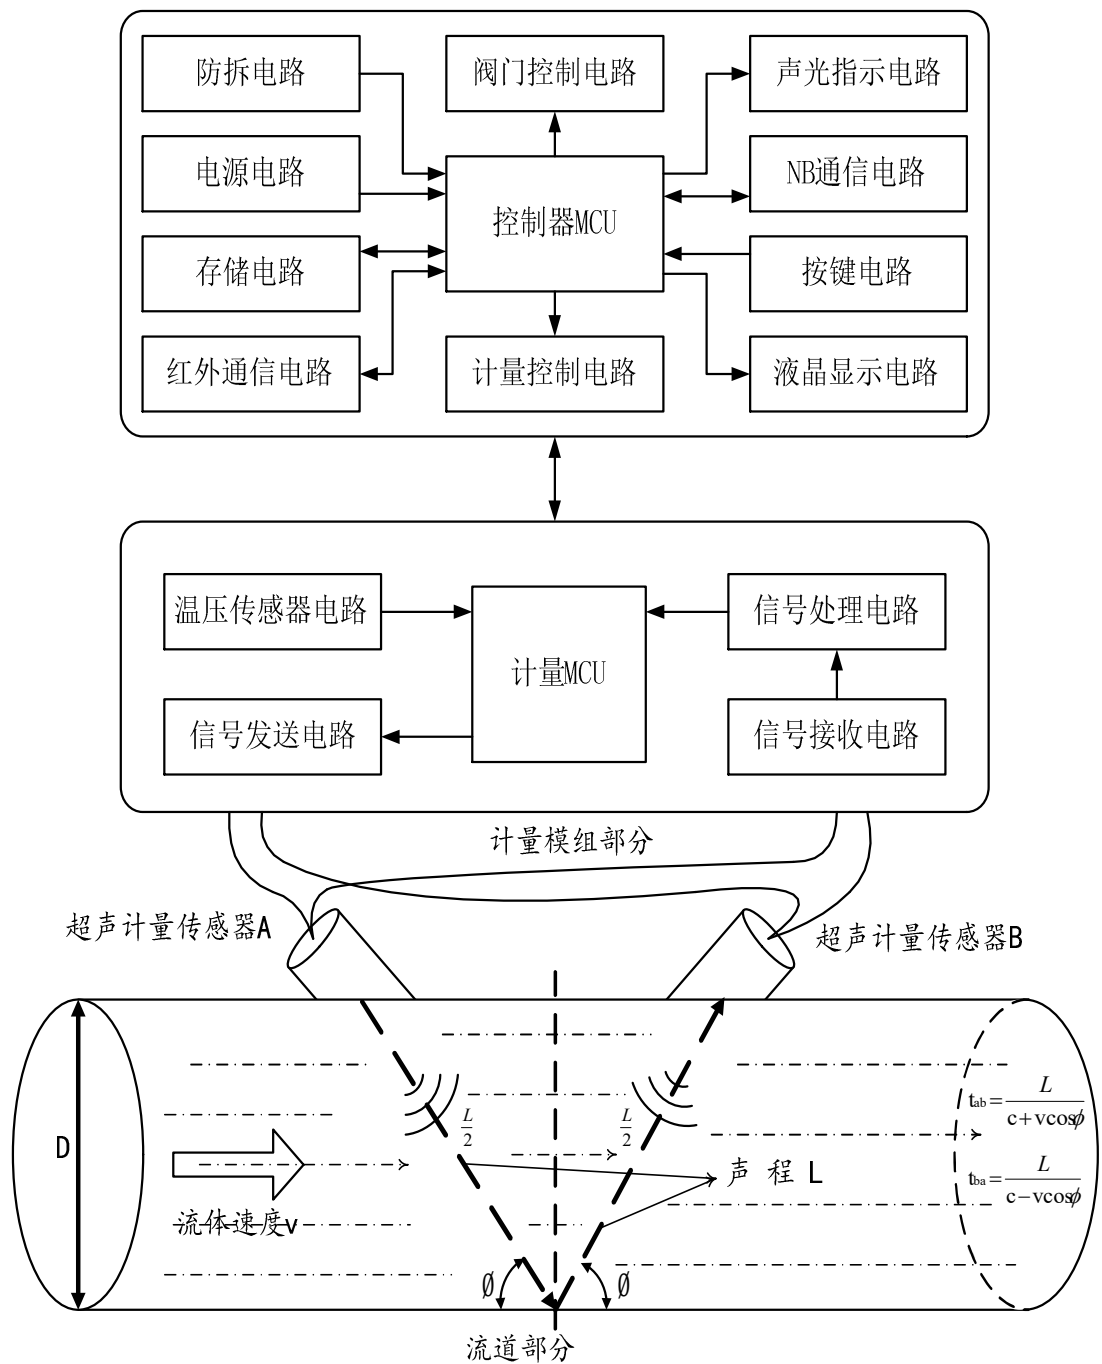 防拆电路
阀门控制电路
声光指示电路
电源电路
NB通信电路
控制器MCU
存储电路
按键电路
红外通信电路
计量控制电路
液晶显示电路
温压传感器电路
信号处理电路
计量MCU
信号发送电路
信号接收电路
计量模组部分
超声计量传感器A
超声计量传感器B
D
L/2
L/2
t_ab=L/(c+vcosϕ)
声 程 L
t_ba=L/(c−vcosϕ)
流体速度v
Ø
Ø
流道部分